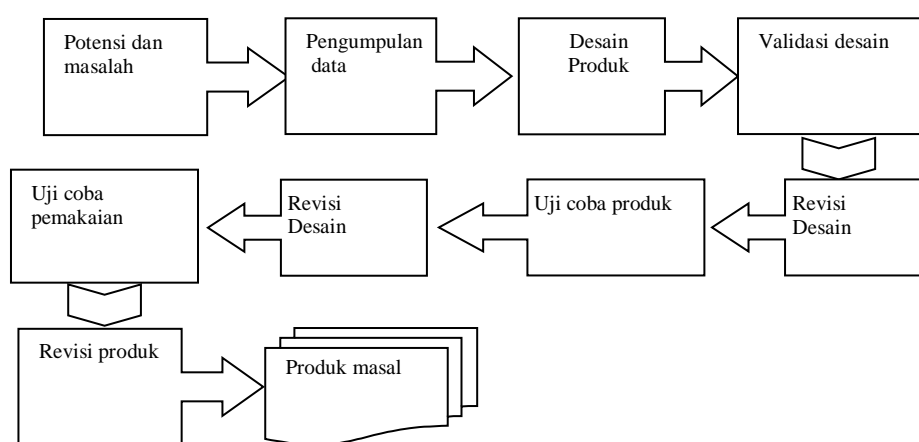 Potensi dan
masalah
Pengumpulan
data
Desain
Produk
Validasi desain
Revisi
Desain
Uji coba produk
Revisi
Desain
Uji coba
pemakaian
Revisi produk
Produk masal